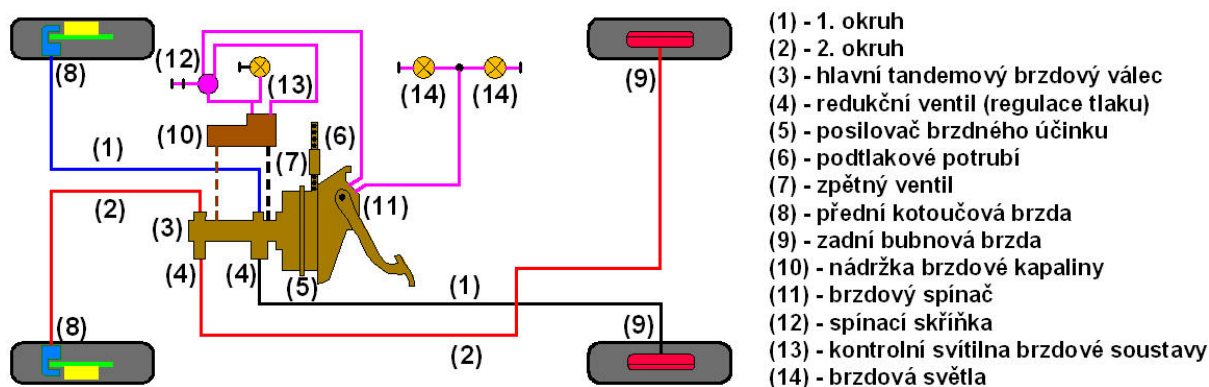 (1) - 1. okruh
(2) - 2. okruh
(3) - hlavní tandemový brzdový válec
(4) - redukční ventil (regulace tlaku)
(5) - posilovač brzdného účinku
(6) - podtlakové potrubí
(7) - zpětný ventil
(8) - přední kotoučová brzda
(9) - zadní bubnová brzda
(10) - nádržka brzdové kapaliny
(11) - brzdový spínač
(12) - spínací skříňka
(13) - kontrolní svítilna brzdové soustavy
(14) - brzdová světla
(8)
(12)
(13)
(14)
(14)
(9)
(10)
(6)
(1)
(7)
(2)
(11)
(3)
(4)
(4)
(5)
(1)
(8)
(9)
(2)